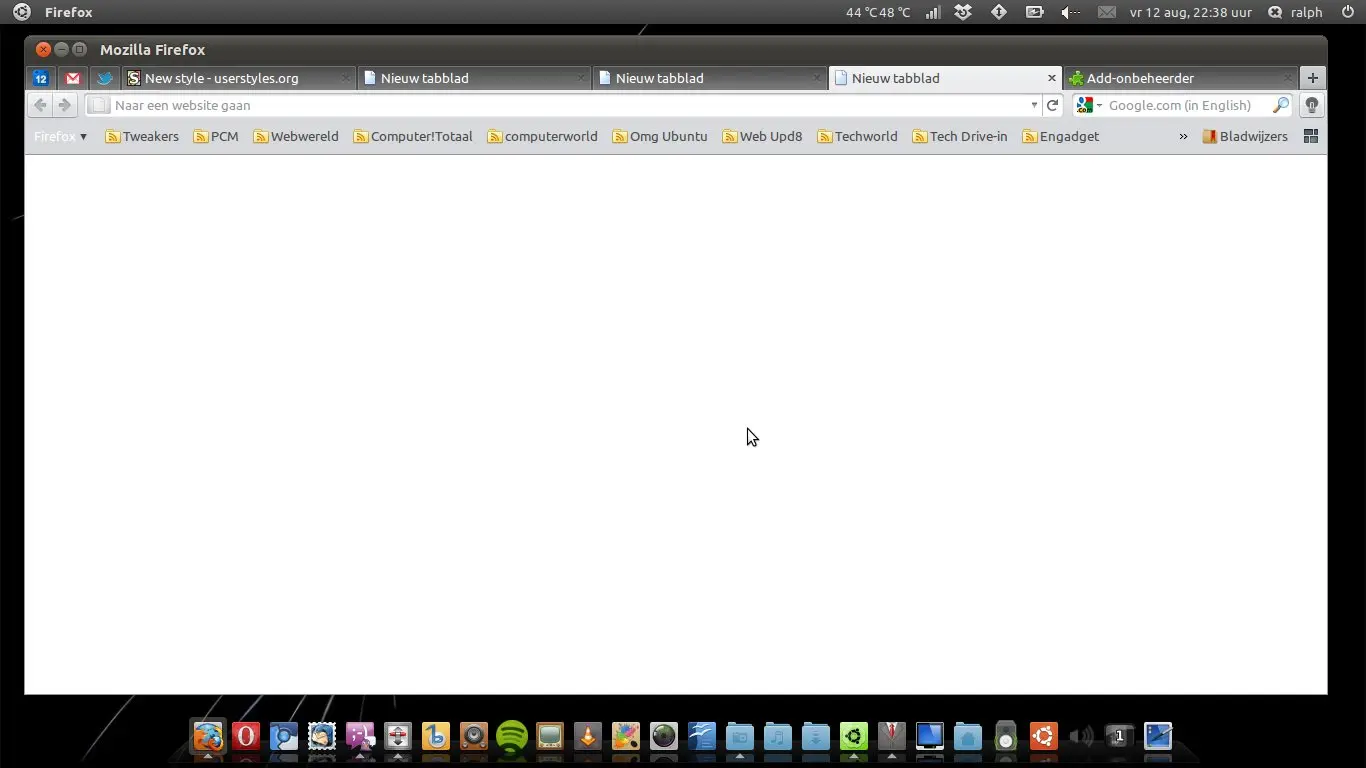 Firefox 44 °C 48 °C vr 12 aug, 22:38 uur ralph
Mozilla Firefox
12 New style - userstyles.org Nieuw tabblad Nieuw tabblad Nieuw tabblad Add-onbeheerder
Naar een website gaan .com Google.com (in English)
Firefox Tweakers PCM Webwereld Computer!Totaal computerworld Omg Ubuntu Web Upd8 Techworld Tech Drive-in Engadget » Bladwijzers
1